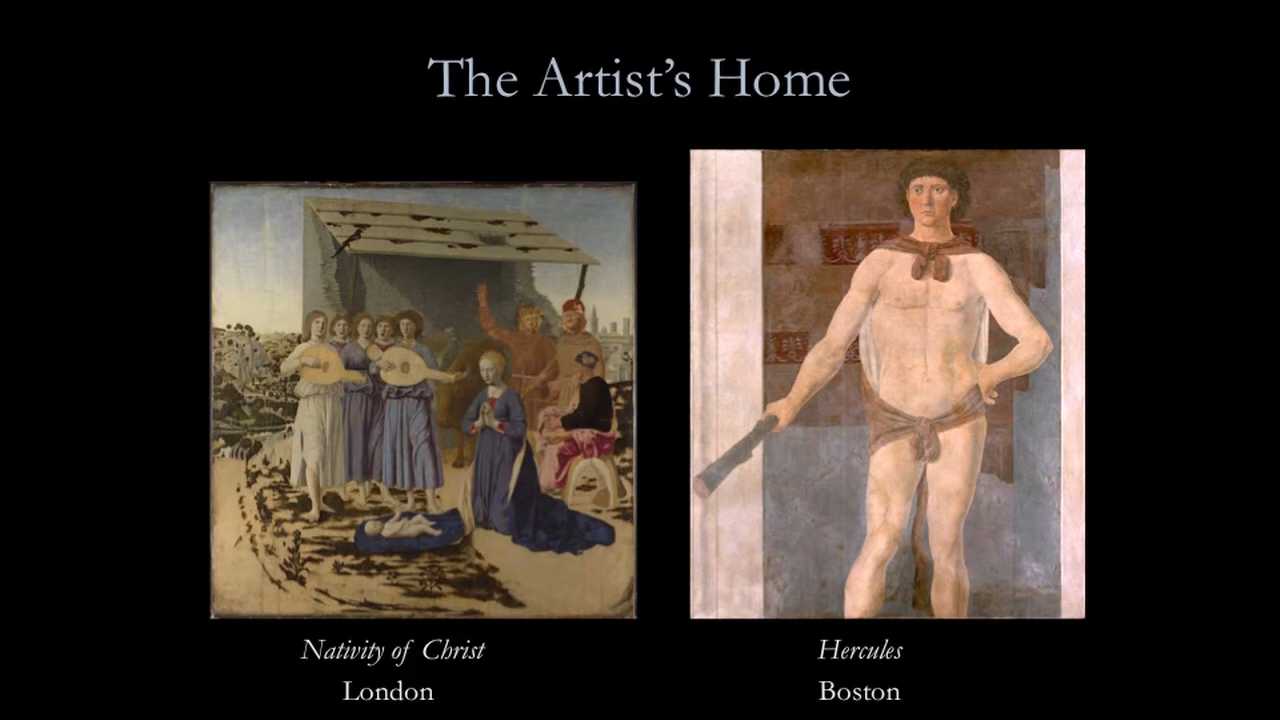 The Artist’s Home
Nativity of Christ
London
Hercules
Boston